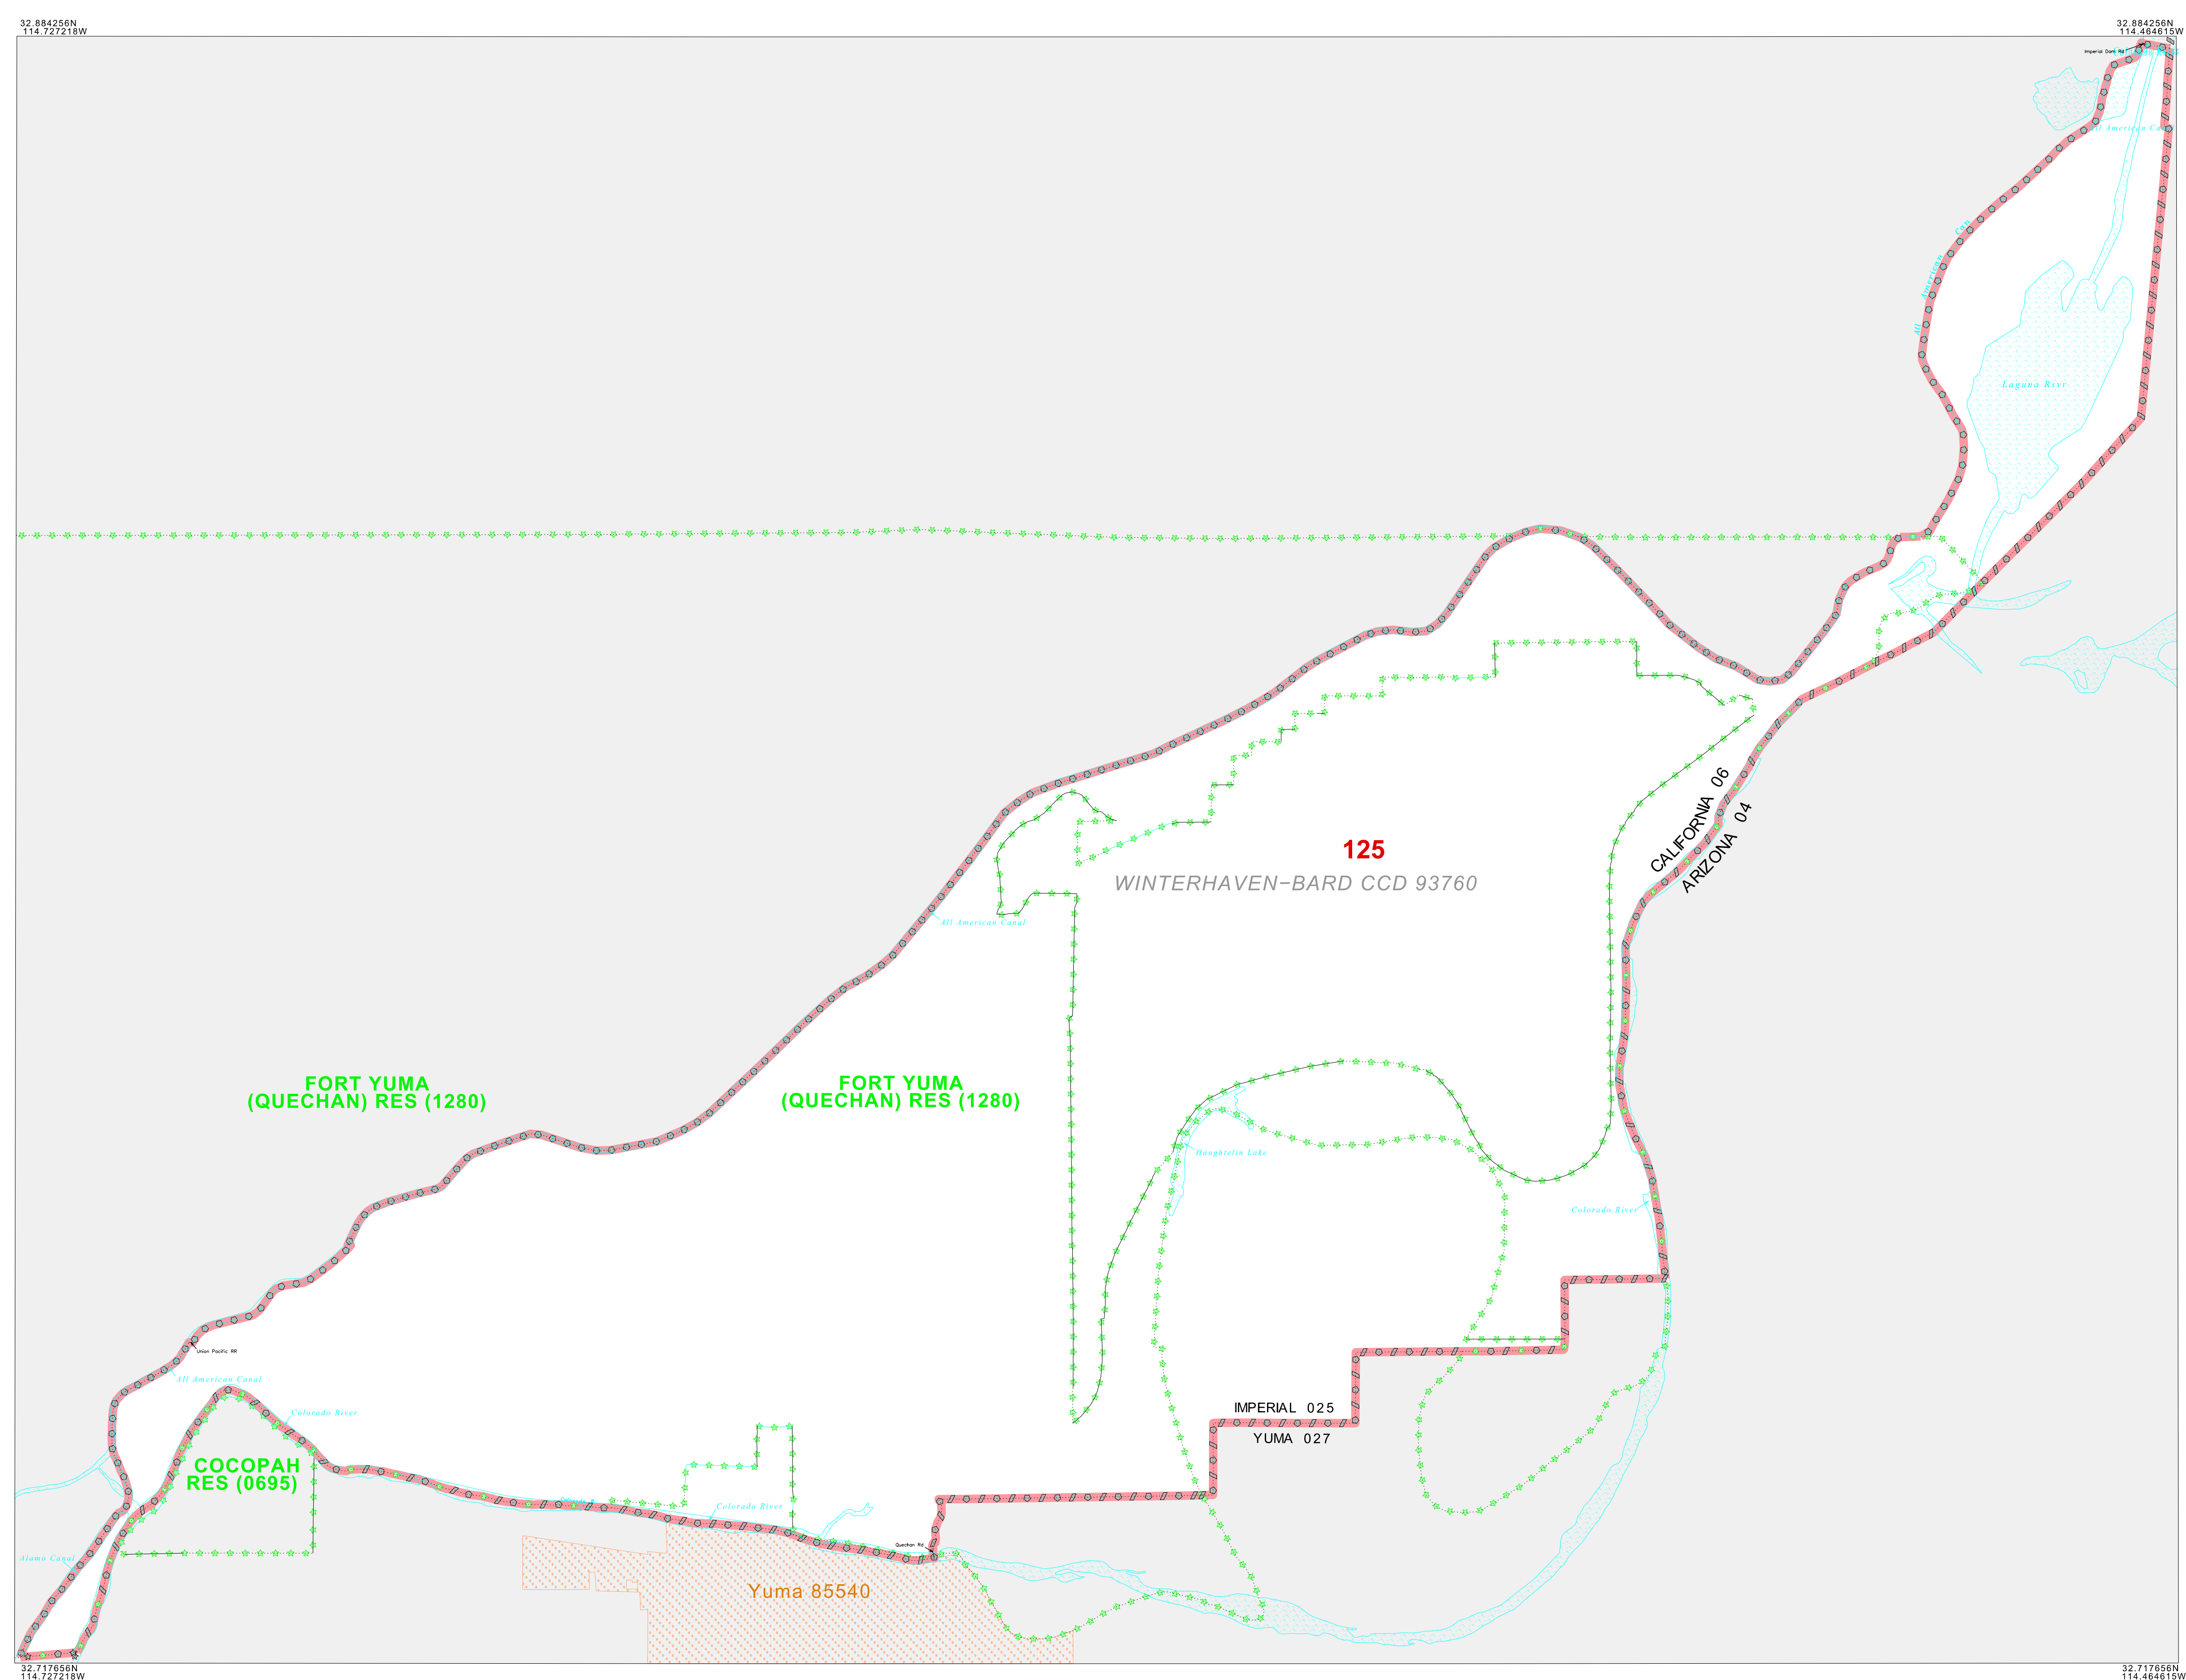 32.884256N
114.727218W
32.884256N
114.464615W
Imperial Dam Rd
All American Can
Laguna Rivr
CALIFORNIA 06
ARIZONA 04
125
WINTERHAVEN-BARD CCD 93760
All American Canal
FORT YUMA
(QUECHAN) RES (1280)
FORT YUMA
(QUECHAN) RES (1280)
Haughtelin Lake
Colorado River
Union Pacific RR
All American Canal
Colorado River
IMPERIAL 025
YUMA 027
COCOPAH
RES (0695)
Colorado River
Quechan Rd
Alamo Canal
Yuma 85540
32.717656N
114.727218W
32.717656N
114.464615W